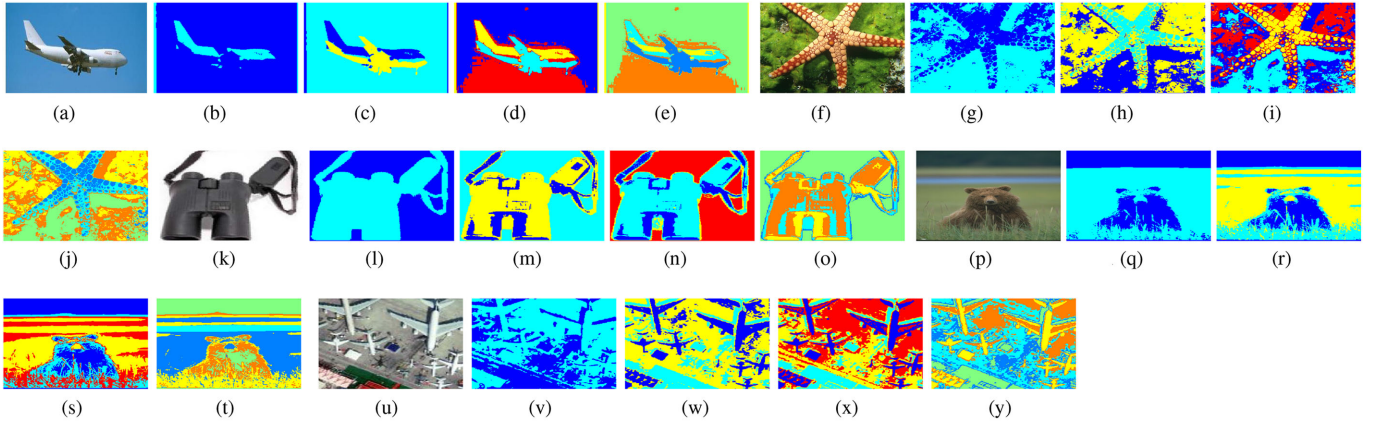 (a) (b) (c) (d) (e) (f) (g) (h) (i)
(j) (k) (l) (m) (n) (o) (p) (q) (r)
(s) (t) (u) (v) (w) (x) (y)